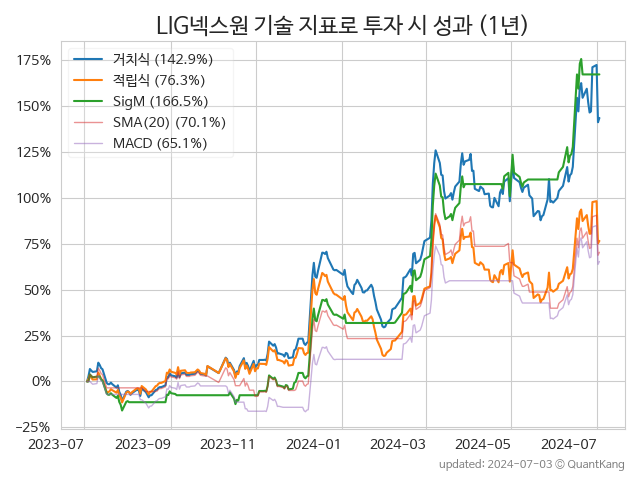 LIG넥스원 기술 지표로 투자 시 성과 (1년)
175%
150%
125%
100%
75%
50%
25%
0%
−25%
거치식 (142.9%)
적립식 (76.3%)
SigM (166.5%)
SMA(20) (70.1%)
MACD (65.1%)
2023-07
2023-09
2023-11
2024-01
2024-03
2024-05
2024-07
updated: 2024-07-03 © QuantKang